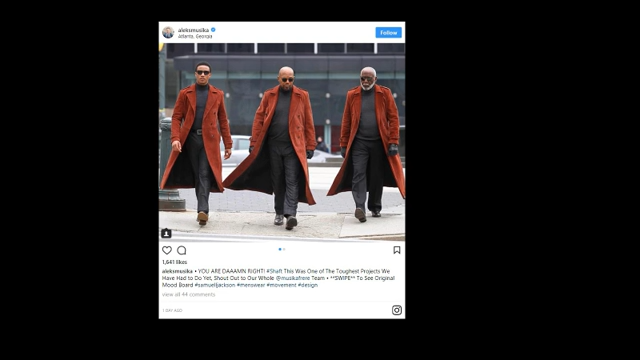 aleksmusika
atlanta, Georgia
Follow
1,641 likes
aleksmusika • YOU ARE DAAAMN RIGHT! #Shaft This Was One of The Toughest Projects We
Have Had to Do Yet, Shout Out to Our Whole @musikafrere Team • **SWIPE** To See Original
Mood Board #samuelljackson #menswear #movement #design
view all 44 comments
1 DAY AGO